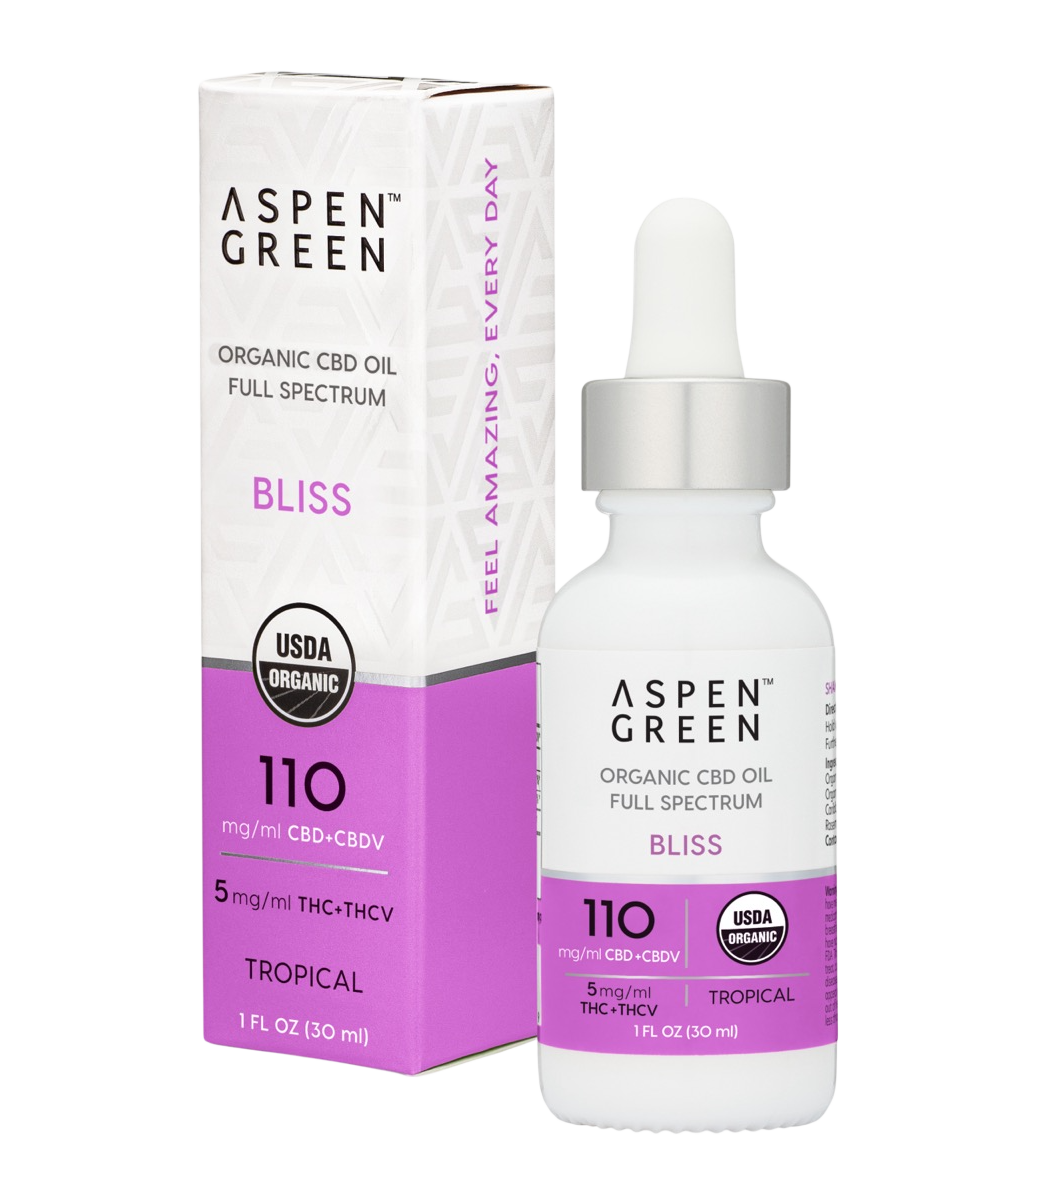 ASPEN™
GREEN
ORGANIC CBD OIL
FULL SPECTRUM
BLISS
USDA
ORGANIC
110
mg/ml CBD+CBDV
5 mg/ml THC+THCV
TROPICAL
1 FL OZ (30 ml)
FEEL AMAZING, EVERY DAY
ASPEN™
GREEN
ORGANIC CBD OIL
FULL SPECTRUM
BLISS
110
mg/ml CBD+CBDV
USDA
ORGANIC
5 mg/ml
THC+THCV
TROPICAL
1 FL OZ (30 ml)